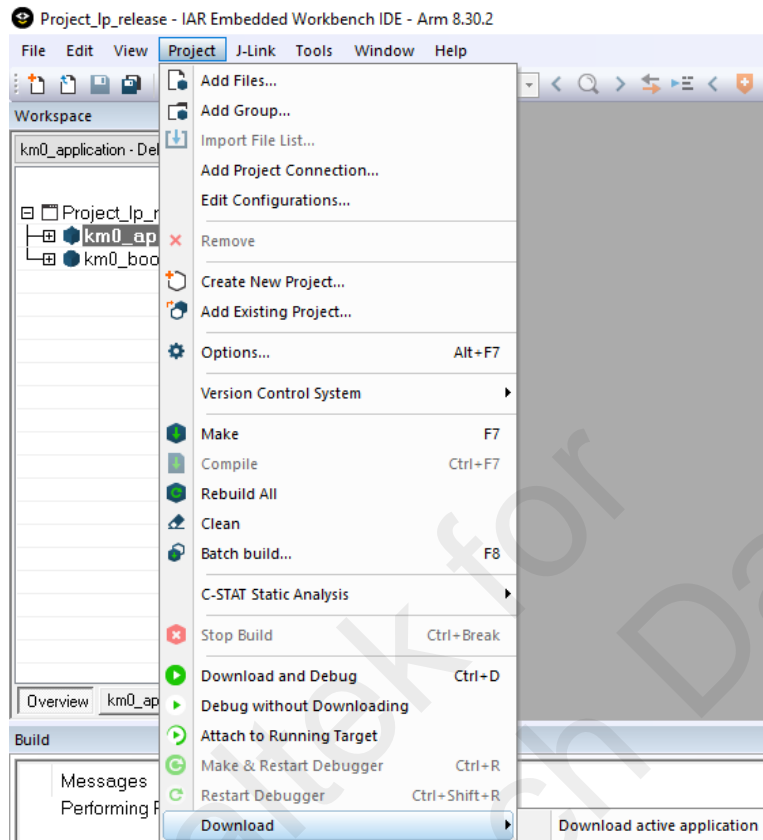 Project_lp_release - IAR Embedded Workbench IDE - Arm 8.30.2
File Edit View Project J-Link Tools Window Help
Add Files...
Workspace
Add Group...
Import File List...
km0_application - Del
Add Project Connection...
Edit Configurations...
Project_lp_r
km0_ap
Remove
km0_boo
Create New Project...
Add Existing Project...
Options... Alt+F7
Version Control System
Make F7
Compile Ctrl+F7
Rebuild All
Clean
Batch build... F8
C-STAT Static Analysis
Stop Build Ctrl+Break
Download and Debug Ctrl+D
Overview km0_ap
Debug without Downloading
Build
Attach to Running Target
Make & Restart Debugger Ctrl+R
Messages
Restart Debugger Ctrl+Shift+R
Performing
Download Download active application